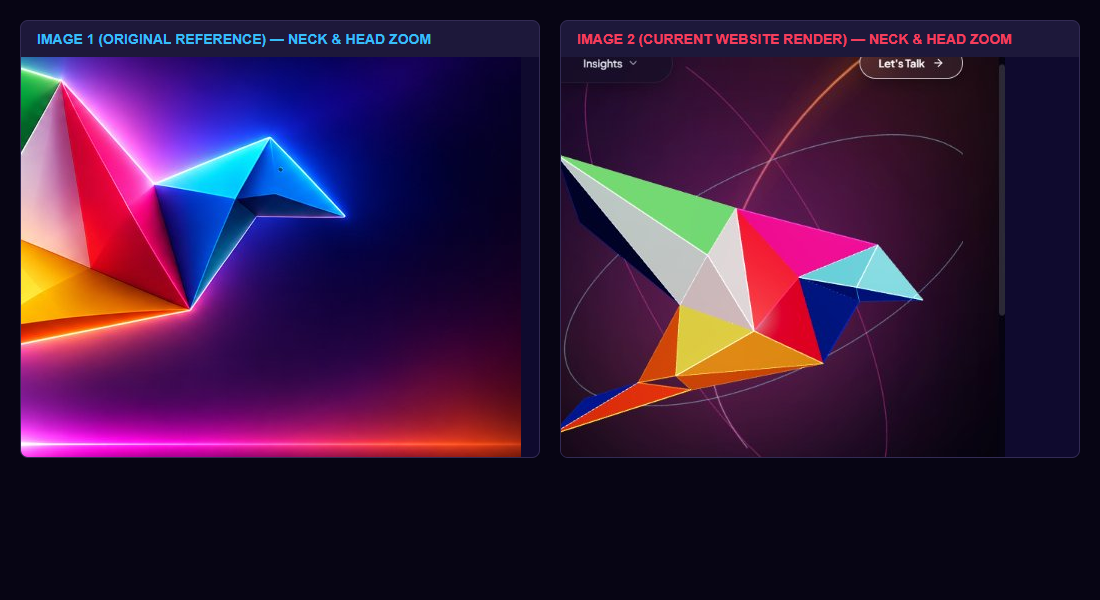 IMAGE 1 (ORIGINAL REFERENCE) — NECK & HEAD ZOOM
IMAGE 2 (CURRENT WEBSITE RENDER) — NECK & HEAD ZOOM
Insights
Let's Talk →